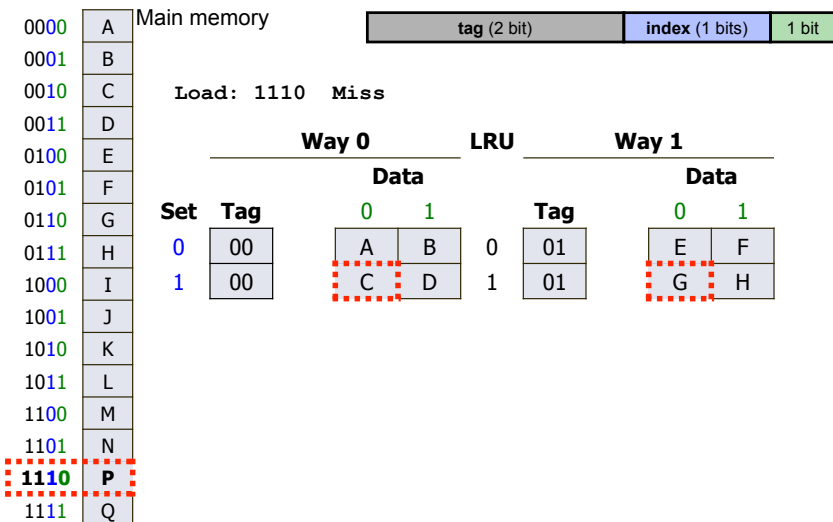 Main memory
tag (2 bit) index (1 bits) 1 bit
0000 A
0001 B
0010 C
0011 D
0100 E
0101 F
0110 G
0111 H
1000 I
1001 J
1010 K
1011 L
1100 M
1101 N
1110 P
1111 Q
Load: 1110 Miss
Way 0 LRU Way 1
Data Data
Set Tag 0 1 Tag 0 1
0 00 A B 0 01 E F
1 00 C D 1 01 G H